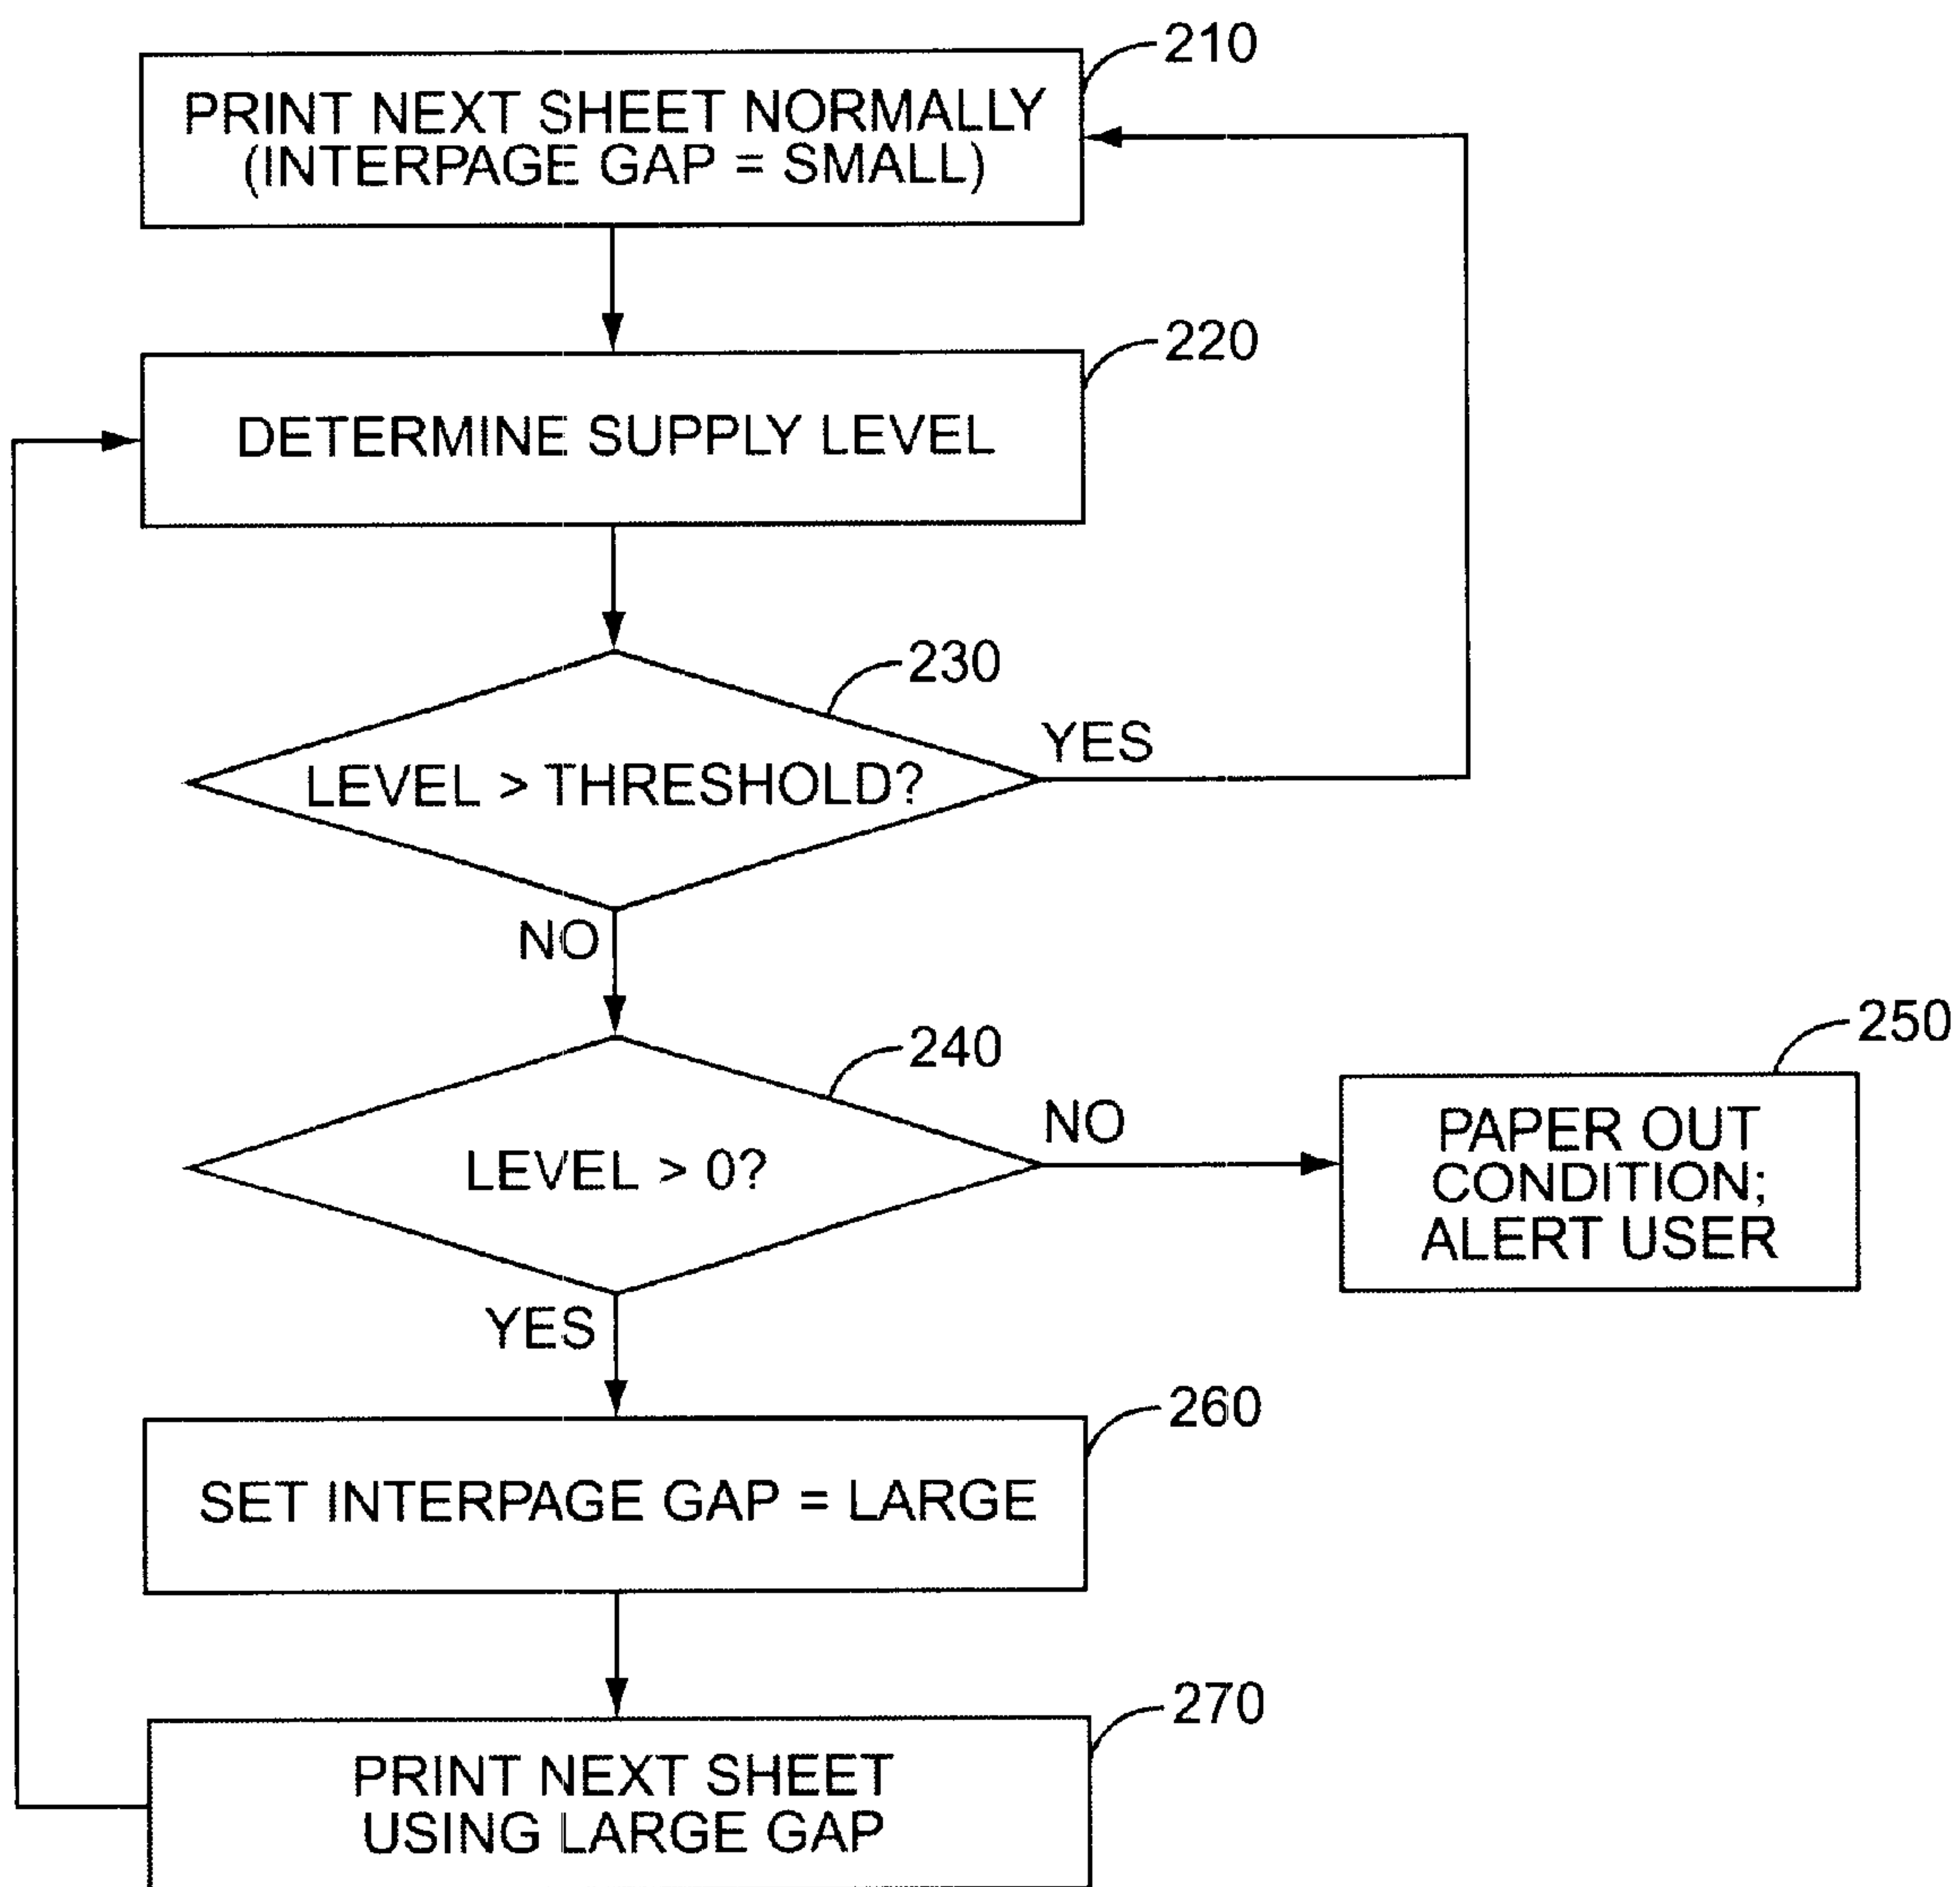 210
PRINT NEXT SHEET NORMALLY
(INTERPAGE GAP = SMALL)
220
DETERMINE SUPPLY LEVEL
230
LEVEL > THRESHOLD?
YES
NO
240
LEVEL > 0?
NO
250
PAPER OUT
CONDITION;
ALERT USER
YES
260
SET INTERPAGE GAP = LARGE
270
PRINT NEXT SHEET
USING LARGE GAP